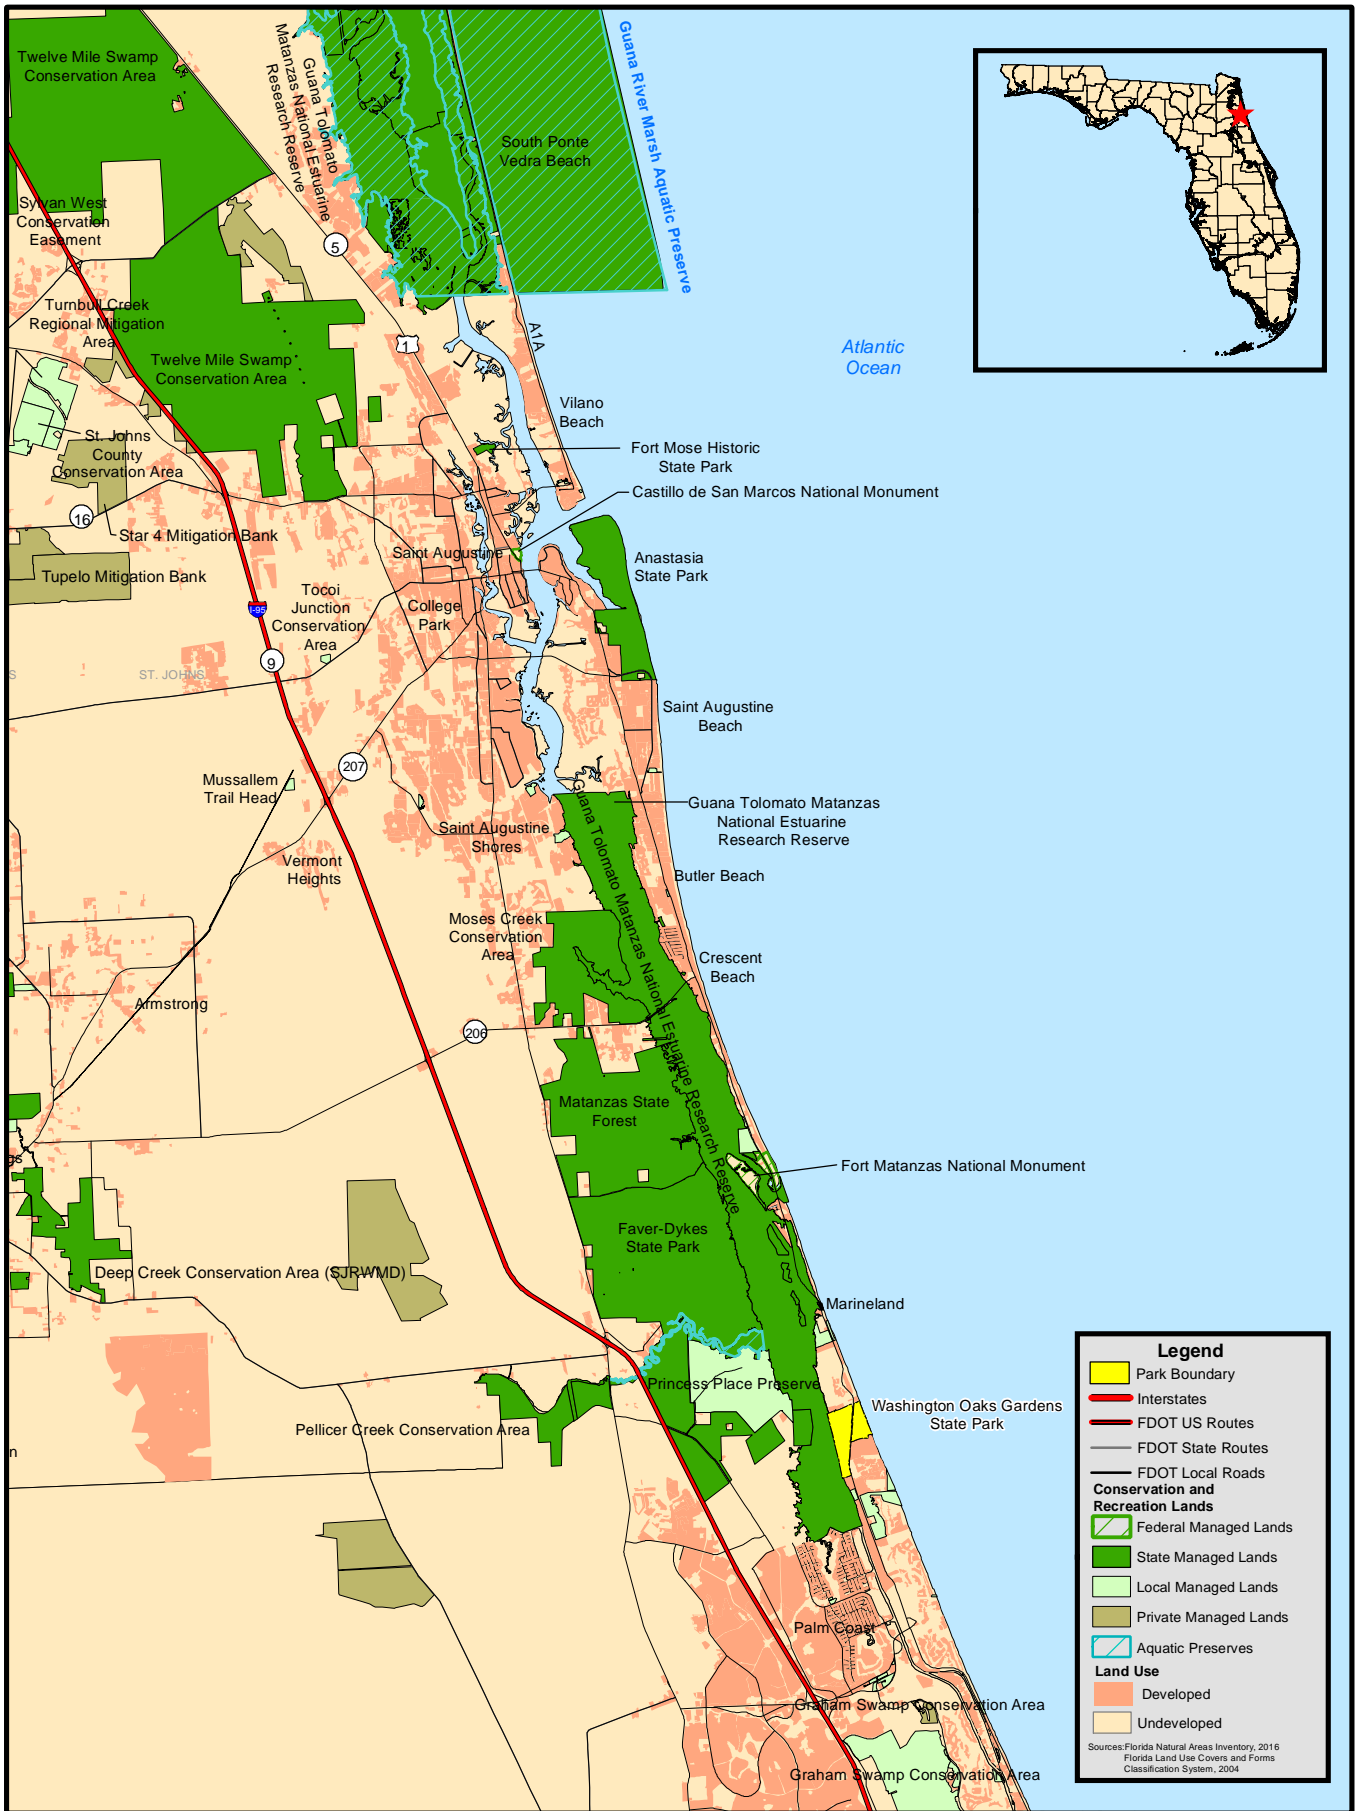 Twelve Mile Swamp
Conservation Area
Guana Tolomato
Matanzas National Estuarine
Research Reserve
Guana River Marsh Aquatic Preserve
South Ponte
Vedra Beach
Sylvan West
Conservation
Easement
5
Turnbull Creek
Regional Mitigation
Area
1
A1A
Twelve Mile Swamp
Conservation Area
Atlantic
Ocean
Vilano
Beach
St. Johns
County
Conservation Area
Fort Mose Historic
State Park
Castillo de San Marcos National Monument
16
Star 4 Mitigation Bank
Saint Augustine
Anastasia
State Park
Tupelo Mitigation Bank
Tocoi
Junction
Conservation
Area
College
Park
I-95
9
S
ST. JOHNS
Saint Augustine
Beach
207
Mussallem
Trail Head
Guana Tolomato Matanzas
National Estuarine
Research Reserve
Saint Augustine
Shores
Vermont
Heights
Butler Beach
Guana Tolomato Matanzas National Estuarine Research Reserve
Moses Creek
Conservation
Area
Crescent
Beach
Armstrong
206
Matanzas State
Forest
gs
Fort Matanzas National Monument
Faver-Dykes
State Park
Deep Creek Conservation Area (SJRWMD)
Marineland
Princess Place Preserve
Washington Oaks Gardens
State Park
Pellicer Creek Conservation Area
n
Palm Coast
Graham Swamp Conservation Area
Graham Swamp Conservation Area
Legend
Park Boundary
Interstates
FDOT US Routes
FDOT State Routes
FDOT Local Roads
Conservation and
Recreation Lands
Federal Managed Lands
State Managed Lands
Local Managed Lands
Private Managed Lands
Aquatic Preserves
Land Use
Developed
Undeveloped
Sources:Florida Natural Areas Inventory, 2016
Florida Land Use Covers and Forms
Classification System, 2004